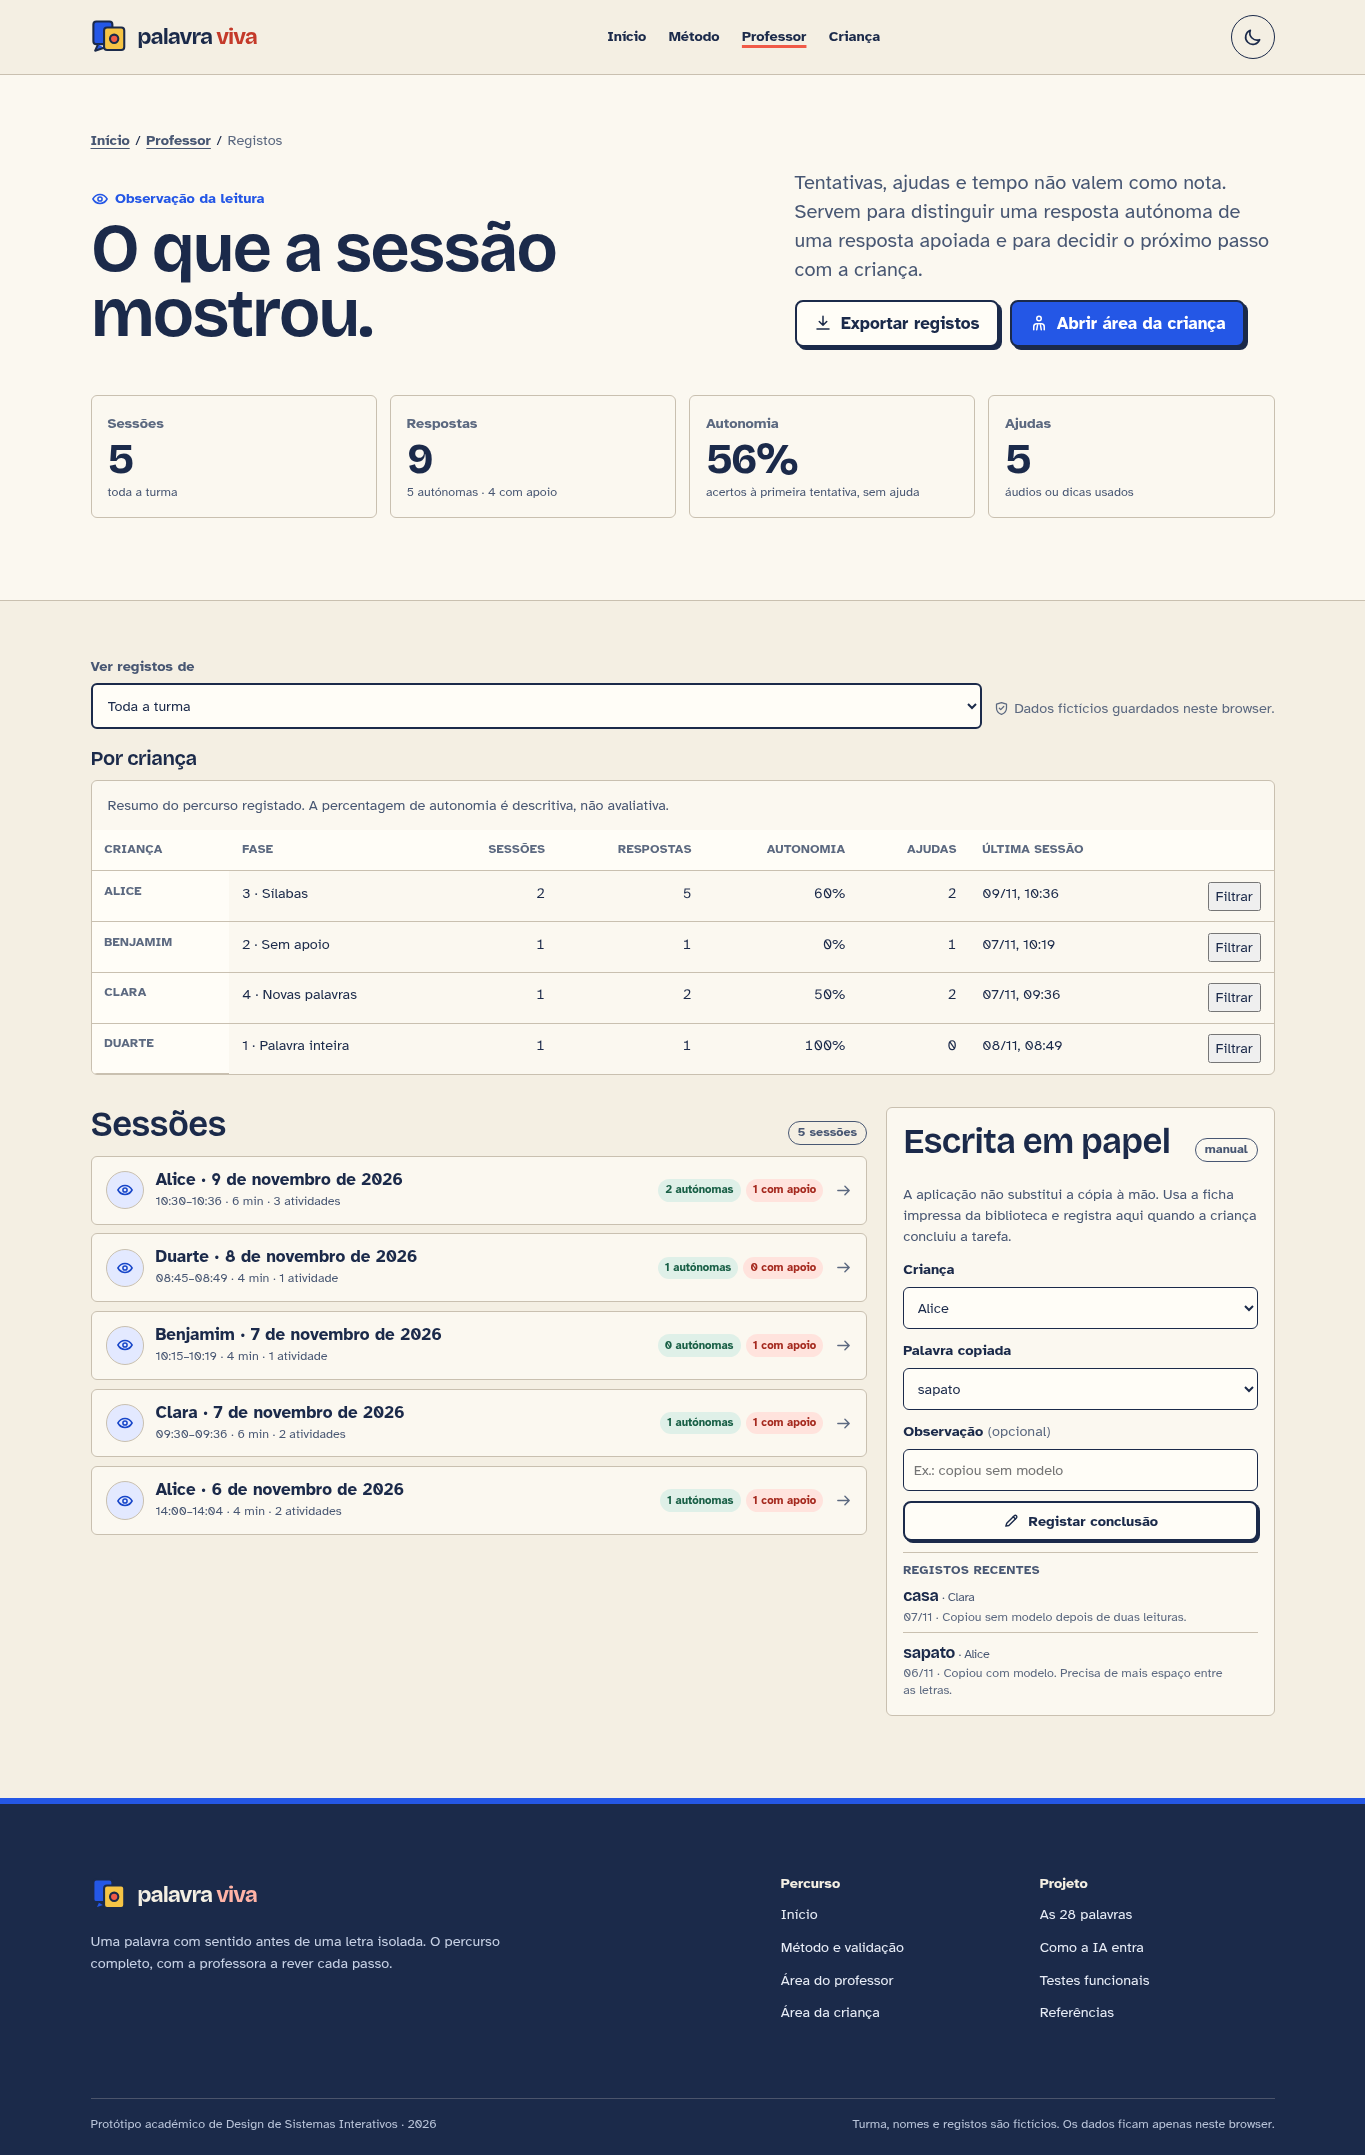 palavra viva
Início Método Professor Criança
Início / Professor / Registos
Observação da leitura
O que a sessão
mostrou.
Tentativas, ajudas e tempo não valem como nota.
Servem para distinguir uma resposta autónoma de
uma resposta apoiada e para decidir o próximo passo
com a criança.
Exportar registos
Abrir área da criança
Sessões
5
toda a turma
Respostas
9
5 autónomas · 4 com apoio
Autonomia
56%
acertos à primeira tentativa, sem ajuda
Ajudas
5
áudios ou dicas usados
Ver registos de
Toda a turma
Dados fictícios guardados neste browser.
Por criança
Resumo do percurso registado. A percentagem de autonomia é descritiva, não avaliativa.
CRIANÇA FASE SESSÕES RESPOSTAS AUTONOMIA AJUDAS ÚLTIMA SESSÃO
ALICE 3 · Sílabas 2 5 60% 2 09/11, 10:36 Filtrar
BENJAMIM 2 · Sem apoio 1 1 0% 1 07/11, 10:19 Filtrar
CLARA 4 · Novas palavras 1 2 50% 2 07/11, 09:36 Filtrar
DUARTE 1 · Palavra inteira 1 1 100% 0 08/11, 08:49 Filtrar
Sessões
5 sessões
Alice · 9 de novembro de 2026
10:30–10:36 · 6 min · 3 atividades
2 autónomas 1 com apoio
Duarte · 8 de novembro de 2026
08:45–08:49 · 4 min · 1 atividade
1 autónomas 0 com apoio
Benjamim · 7 de novembro de 2026
10:15–10:19 · 4 min · 1 atividade
0 autónomas 1 com apoio
Clara · 7 de novembro de 2026
09:30–09:36 · 6 min · 2 atividades
1 autónomas 1 com apoio
Alice · 6 de novembro de 2026
14:00–14:04 · 4 min · 2 atividades
1 autónomas 1 com apoio
Escrita em papel
manual
A aplicação não substitui a cópia à mão. Usa a ficha
impressa da biblioteca e registra aqui quando a criança
concluiu a tarefa.
Criança
Alice
Palavra copiada
sapato
Observação (opcional)
Ex.: copiou sem modelo
Registar conclusão
REGISTOS RECENTES
casa · Clara
07/11 · Copiou sem modelo depois de duas leituras.
sapato · Alice
06/11 · Copiou com modelo. Precisa de mais espaço entre
as letras.
palavra viva
Uma palavra com sentido antes de uma letra isolada. O percurso
completo, com a professora a rever cada passo.
Percurso
Início
Método e validação
Área do professor
Área da criança
Projeto
As 28 palavras
Como a IA entra
Testes funcionais
Referências
Protótipo académico de Design de Sistemas Interativos · 2026
Turma, nomes e registos são fictícios. Os dados ficam apenas neste browser.